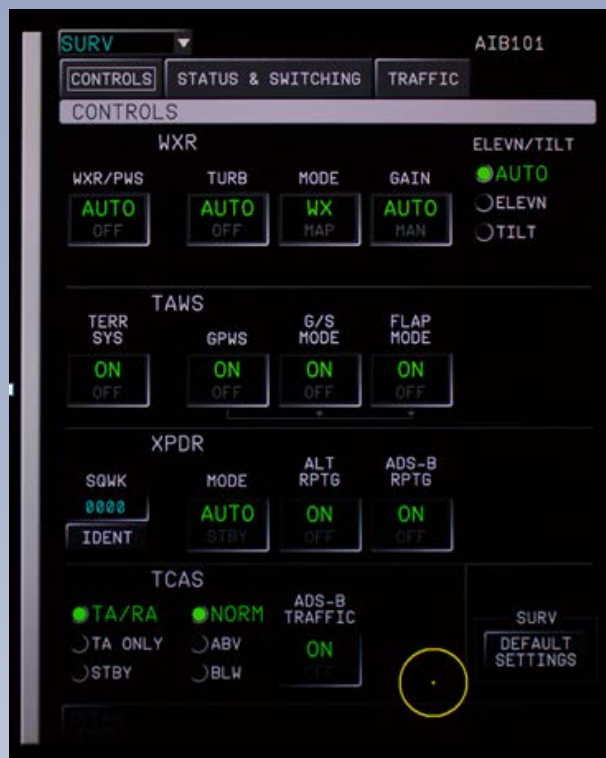 SURV AIB101
CONTROLS STATUS & SWITCHING TRAFFIC
CONTROLS
WXR ELEVN/TILT
WXR/PWS TURB MODE GAIN AUTO
AUTO AUTO WX AUTO ELEVN
OFF OFF MAP MAN TILT
TAWS
TERR SYS GPWS G/S MODE FLAP MODE
ON ON ON ON
OFF OFF OFF OFF
XPDR
SQWK MODE ALT RPTG ADS-B RPTG
0000 AUTO ON ON
IDENT STBY OFF OFF
TCAS
TA/RA NORM ADS-B TRAFFIC SURV
TA ONLY ABV ON DEFAULT SETTINGS
STBY BLW OFF